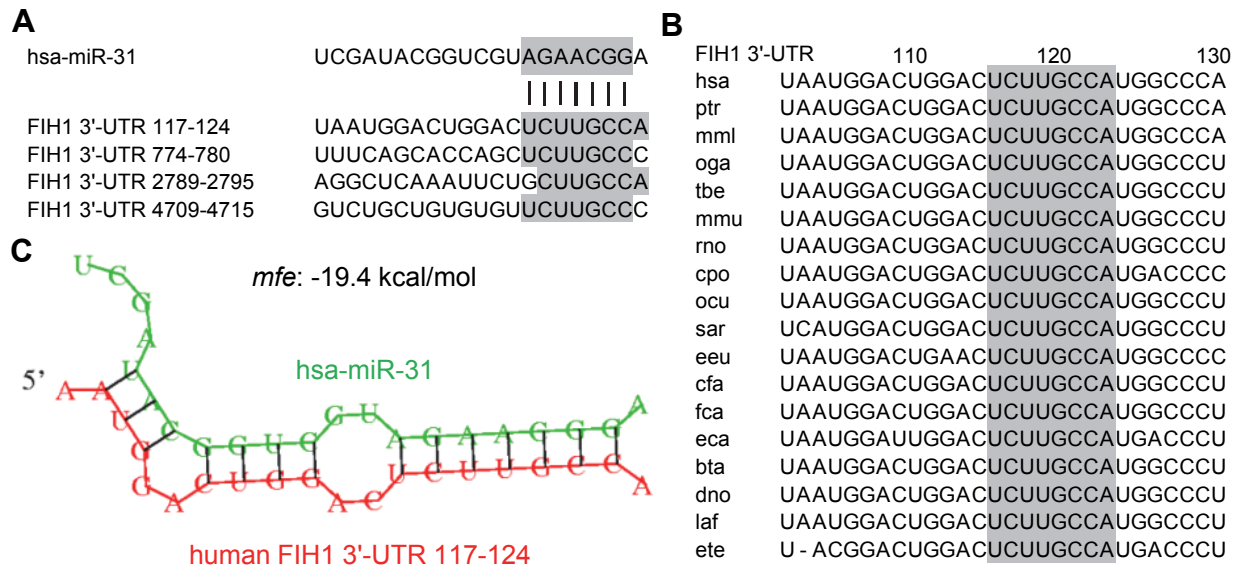 A
hsa-miR-31 UCGAUACGGUCGUAGAACGGA
FIH1 3'-UTR 117-124 UAAUGGACUGGACUCUUGCCA
FIH1 3'-UTR 774-780 UUUCAGCACCAGCUCUUGCCC
FIH1 3'-UTR 2789-2795 AGGCUCAAAUUCUGCUUGCCA
FIH1 3'-UTR 4709-4715 GUCUGCUGUGUGUUCUUGCCC
B
FIH1 3'-UTR 110 120 130
hsa UAAUGGACUGGACUCUUGCCAUGGCCCA
ptr UAAUGGACUGGACUCUUGCCAUGGCCCA
mml UAAUGGACUGGACUCUUGCCAUGGCCCA
oga UAAUGGACUGGACUCUUGCCAUGGCCCU
tbe UAAUGGACUGGACUCUUGCCAUGGCCCU
mmu UAAUGGACUGGACUCUUGCCAUGGCCCU
rno UAAUGGACUGGACUCUUGCCAUGGCCCU
cpo UAAUGGACUGGACUCUUGCCAUGACCCC
ocu UAAUGGACUGGACUCUUGCCAUGGCCCU
sar UCAUGGACUGGACUCUUGCCAUGGCCCU
eeu UAAUGGACUGAACUCUUGCCAUGGCCCC
cfa UAAUGGACUGGACUCUUGCCAUGGCCCU
fca UAAUGGACUGGACUCUUGCCAUGGCCCU
eca UAAUGGAUUGGACUCUUGCCAUGACCCU
bta UAAUGGACUGGACUCUUGCCAUGGCCCU
dno UAAUGGACUGGACUCUUGCCAUGGCCCU
laf UAAUGGACUGGACUCUUGCCAUGGCCCU
ete U-ACGGACUGGACUCUUGCCAUGACCCU
C
mfe: -19.4 kcal/mol
hsa-miR-31
UCGAUACGGUCGUAGAACGGA
5'
AAUGGACUGGACUCUUGCCA
human FIH1 3'-UTR 117-124